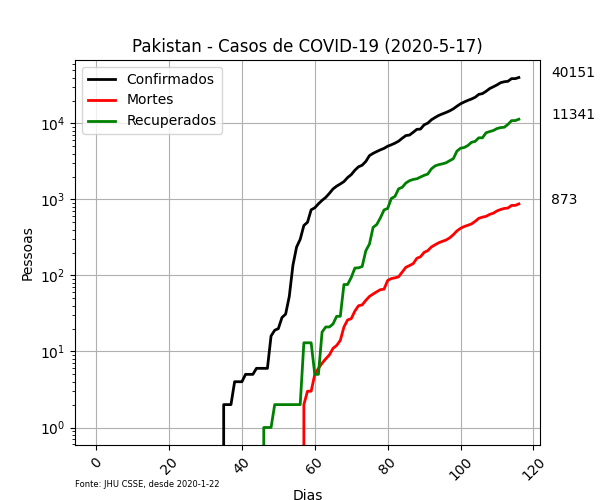 Pakistan - Casos de COVID-19 (2020-5-17)
Confirmados
Mortes
Recuperados
40151
11341
873
Pessoas
10⁴
10³
10²
10¹
10⁰
0 20 40 60 80 100 120
Dias
Fonte: JHU CSSE, desde 2020-1-22